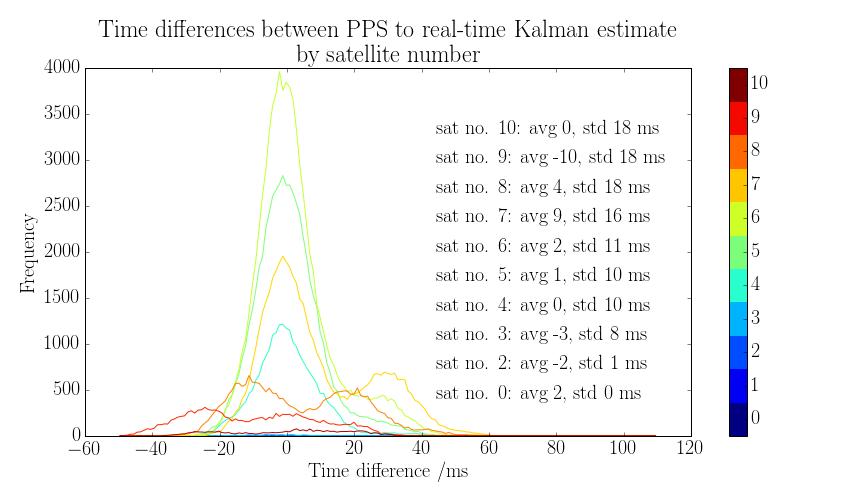 Time differences between PPS to real-time Kalman estimate
by satellite number
4000
3500
3000
2500
2000
1500
1000
500
0
Frequency
sat no. 10: avg 0, std 18 ms
sat no. 9: avg -10, std 18 ms
sat no. 8: avg 4, std 18 ms
sat no. 7: avg 9, std 16 ms
sat no. 6: avg 2, std 11 ms
sat no. 5: avg 1, std 10 ms
sat no. 4: avg 0, std 10 ms
sat no. 3: avg -3, std 8 ms
sat no. 2: avg -2, std 1 ms
sat no. 0: avg 2, std 0 ms
−60 −40 −20 0 20 40 60 80 100 120
Time difference /ms
10
9
8
7
6
5
4
3
2
1
0